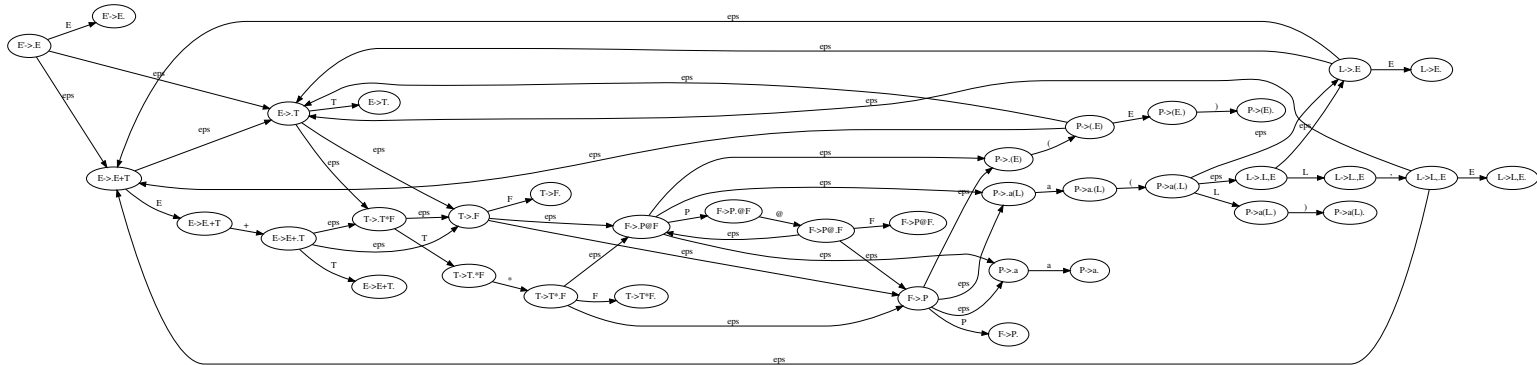 eps
E
E'->E.
E'->.E
eps
eps
L->.E
E
L->E.
eps
eps
eps
T
E->T.
E->.T
eps
P->(.E)
E
P->(E.)
)
P->(E).
eps
eps
eps
eps
(
eps
eps
eps
P->.(E)
E->.E+T
E
eps
eps
P->.a(L)
a
P->a.(L)
(
P->a(.L)
eps
L->.L,E
L
L->L.,E
,
L->L,.E
E
L->L,E.
F
T->F.
eps
T->.T*F
eps
T->.F
eps
F->.P@F
P
F->P.@F
@
F->P@.F
F
F->P@F.
L
P->a(L.)
)
P->a(L).
E->E.+T
+
E->E+.T
eps
eps
T
eps
eps
eps
eps
eps
P->.a
a
P->a.
T
E->E+T.
T->T.*F
*
T->T*.F
F
T->T*F.
eps
F->.P
eps
eps
P
F->P.
eps
eps